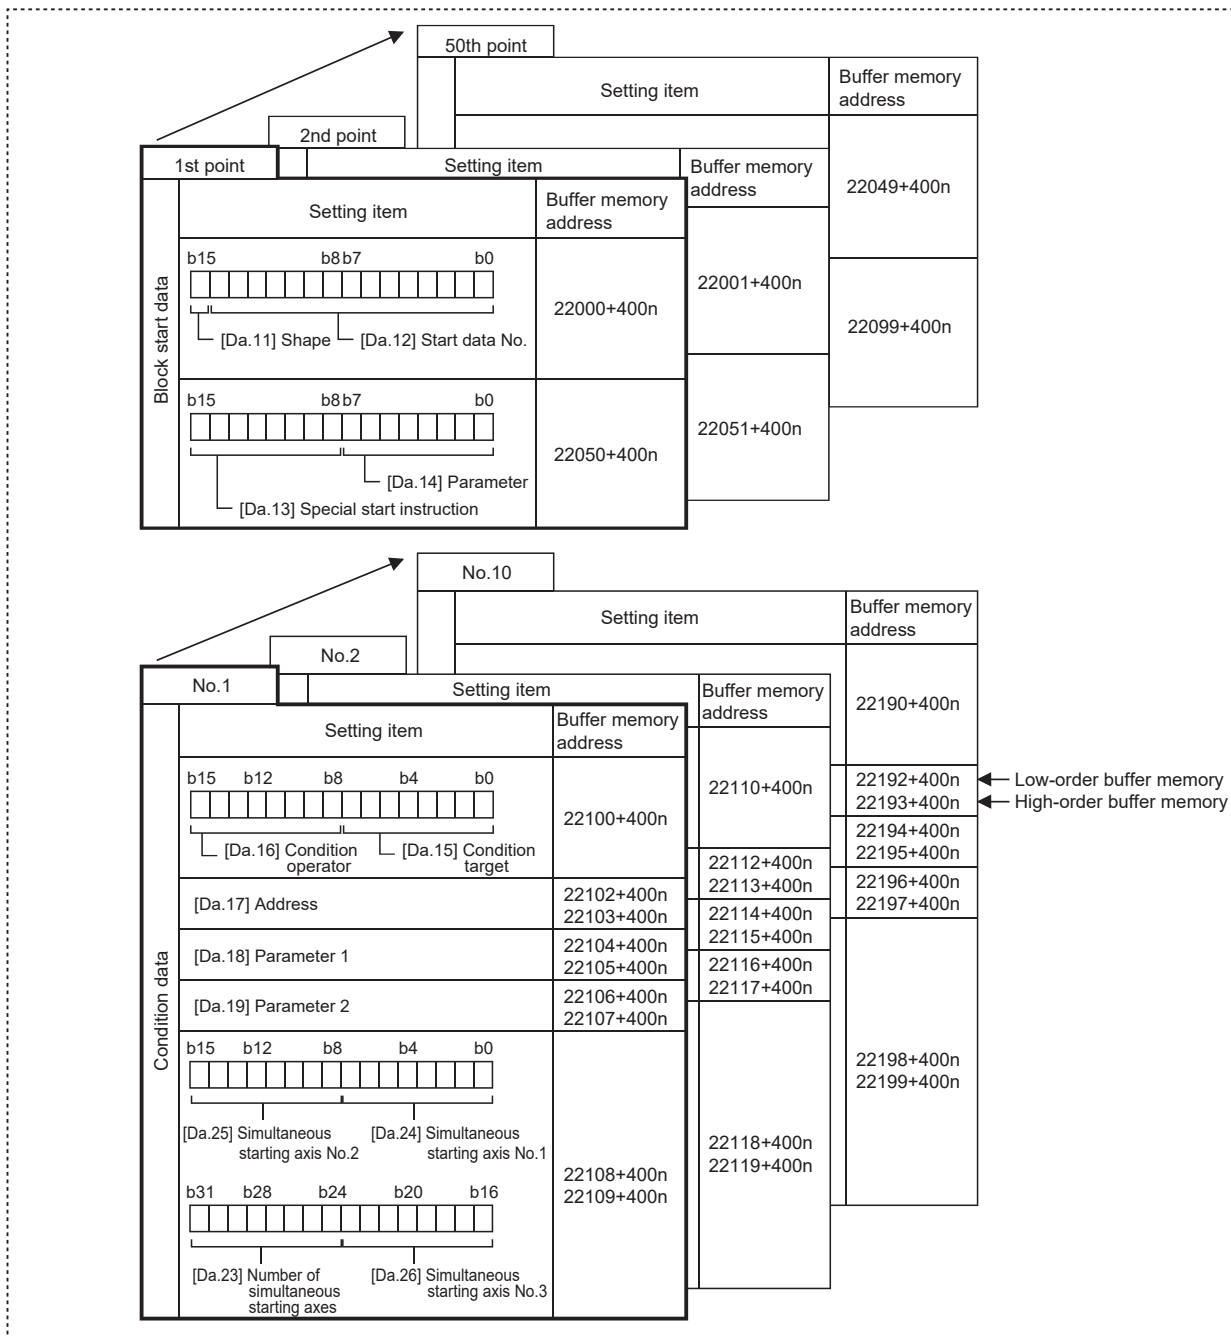 50th point
Setting item
Buffer memory
address
22049+400n
22099+400n
2nd point
Setting item
Buffer memory
address
22001+400n
22051+400n
1st point
Block start data
Setting item
Buffer memory
address
b15 b8 b7 b0
[Da.11] Shape [Da.12] Start data No.
22000+400n
b15 b8 b7 b0
[Da.14] Parameter
[Da.13] Special start instruction
22050+400n
No.10
Setting item
Buffer memory
address
22190+400n
22192+400n Low-order buffer memory
22193+400n High-order buffer memory
22194+400n
22195+400n
22196+400n
22197+400n
22198+400n
22199+400n
No.2
Setting item
Buffer memory
address
22110+400n
22112+400n
22113+400n
22114+400n
22115+400n
22116+400n
22117+400n
22118+400n
22119+400n
No.1
Condition data
Setting item
Buffer memory
address
b15 b12 b8 b4 b0
[Da.16] Condition
operator
[Da.15] Condition
target
22100+400n
[Da.17] Address
22102+400n
22103+400n
[Da.18] Parameter 1
22104+400n
22105+400n
[Da.19] Parameter 2
22106+400n
22107+400n
b15 b12 b8 b4 b0
[Da.25] Simultaneous
starting axis No.2
[Da.24] Simultaneous
starting axis No.1
b31 b28 b24 b20 b16
[Da.23] Number of
simultaneous
starting axes
[Da.26] Simultaneous
starting axis No.3
22108+400n
22109+400n